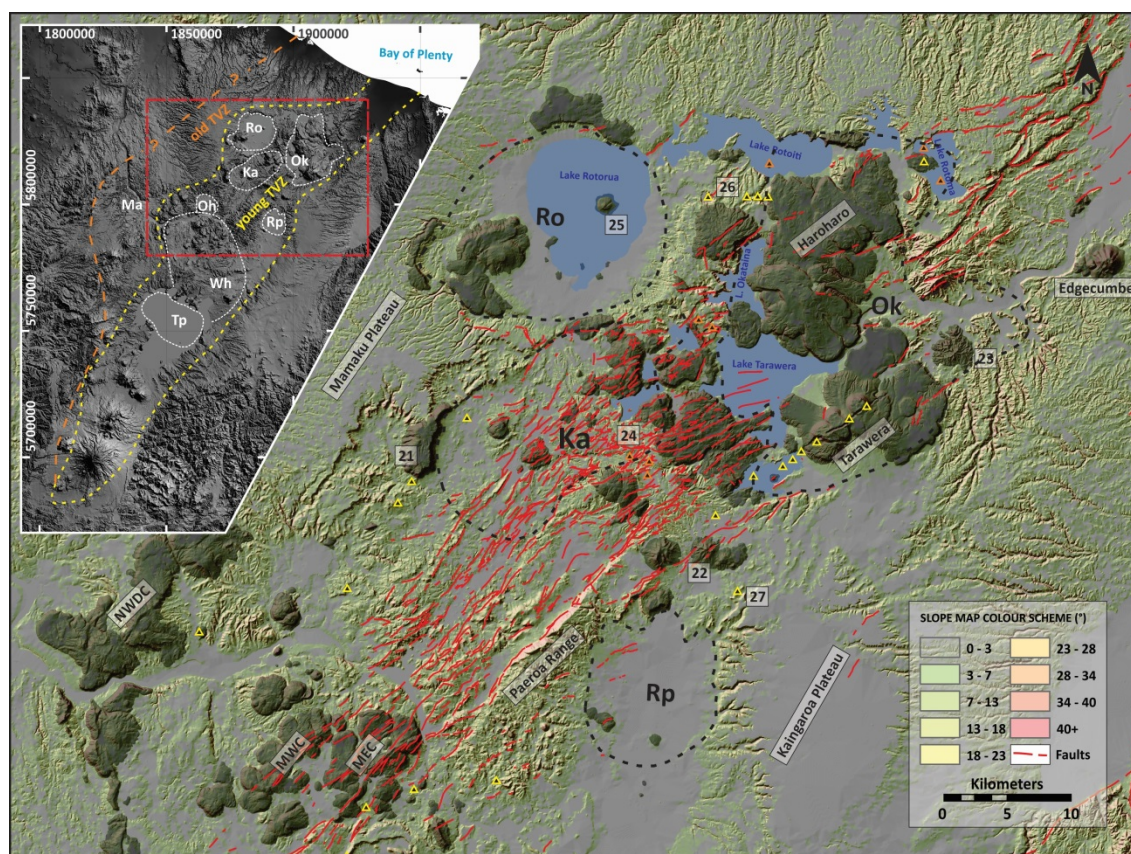 1800000
1850000
1900000
Bay of Plenty
old TVZ
?
?
?
5800000
5750000
5700000
Ro
Ok
Ka
Ma
Oh
young TVZ
Rp
Wh
Tp
N
Lake Rotoiti
Lake Rotoma
Lake Rotorua
26
Ro
25
Haroharo
L. Okataina
Edgecumbe
Ok
Mamaku Plateau
23
Lake Tarawera
Ka
24
21
Tarawera
22
27
NWDC
Paeroa Range
Rp
Kaingaroa Plateau
MWC
MEC
SLOPE MAP COLOUR SCHEME (°)
0 - 3
23 - 28
3 - 7
28 - 34
7 - 13
34 - 40
13 - 18
40+
18 - 23
Faults
Kilometers
0 5 10